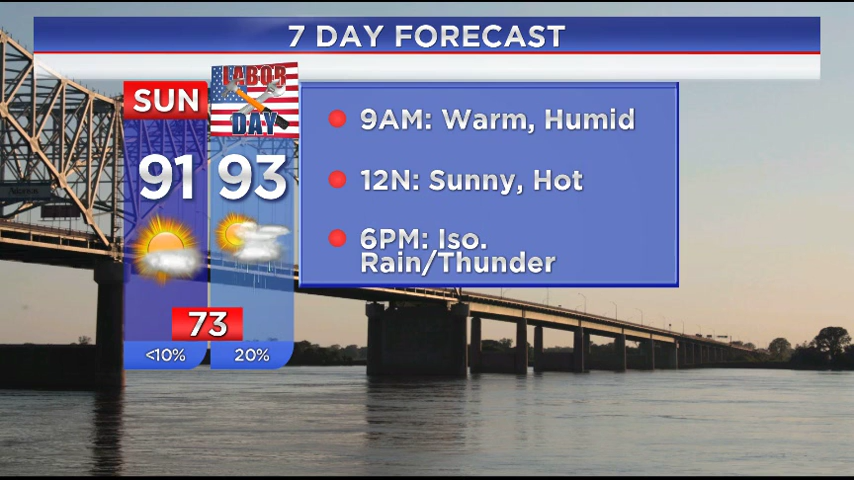 7 DAY FORECAST
SUN
LABOR
DAY
91
93
73
<10%
20%
9AM: Warm, Humid
12N: Sunny, Hot
6PM: Iso.
Rain/Thunder